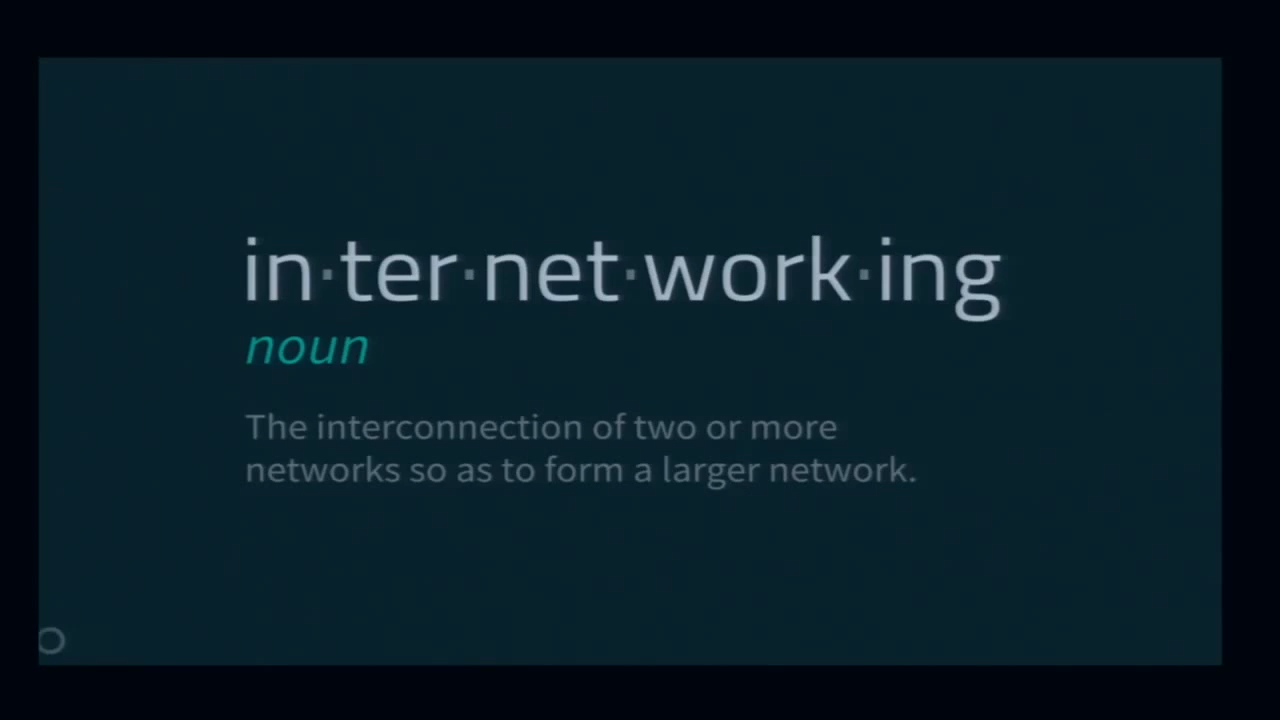 in·ter·net·work·ing
noun
The interconnection of two or more
networks so as to form a larger network.